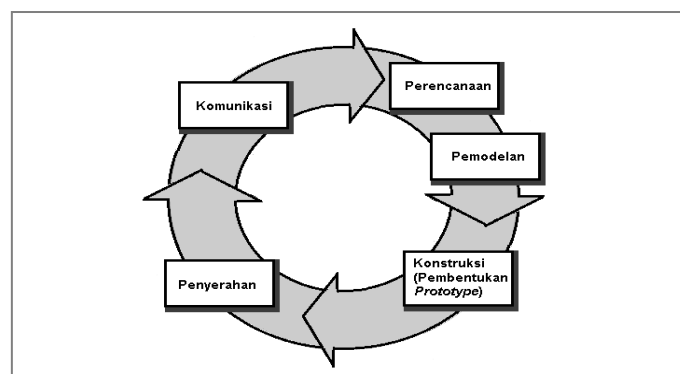 Komunikasi
Perencanaan
Pemodelan
Konstruksi
(Pembentukan
Prototype)
Penyerahan